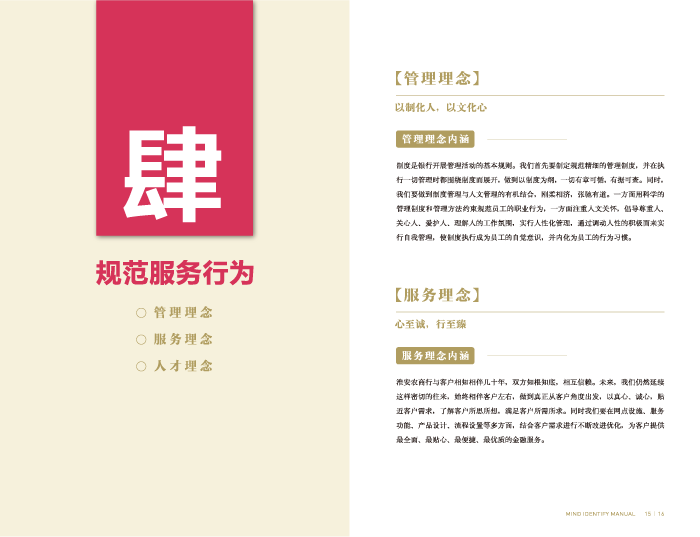 肆
规范服务行为
○ 管理理念
○ 服务理念
○ 人才理念
【管理理念】
以制化人，以文化心
管理理念内涵
制度是银行开展管理活动的基本规则。我们首先要制定规范精细的管理制度，并在执
行一切管理时都围绕制度而展开，做到以制度为纲，一切有章可循、有据可查。同时，
我们要做到制度管理与人文管理的有机结合，刚柔相济，张弛有道。一方面用科学的
管理制度和管理方法约束规范员工的职业行为，一方面注重人文关怀，倡导尊重人、
关心人、爱护人、理解人的工作氛围，实行人性化管理，通过调动人性的积极面来实
行自我管理，使制度执行成为员工的自觉意识，并内化为员工的行为习惯。
【服务理念】
心至诚，行至臻
服务理念内涵
淮安农商行与客户相知相伴几十年，双方知根知底，相互信赖。未来，我们仍然延续
这样密切的往来，始终相伴客户左右，做到真正从客户角度出发，以真心、诚心，贴
近客户需求，了解客户所思所想，满足客户所需所求。同时我们要在网点设施、服务
功能、产品设计、流程设置等多方面，结合客户需求进行不断改进优化，为客户提供
最全面、最贴心、最便捷、最优质的金融服务。
MIND IDENTIFY MANUAL 15 | 16